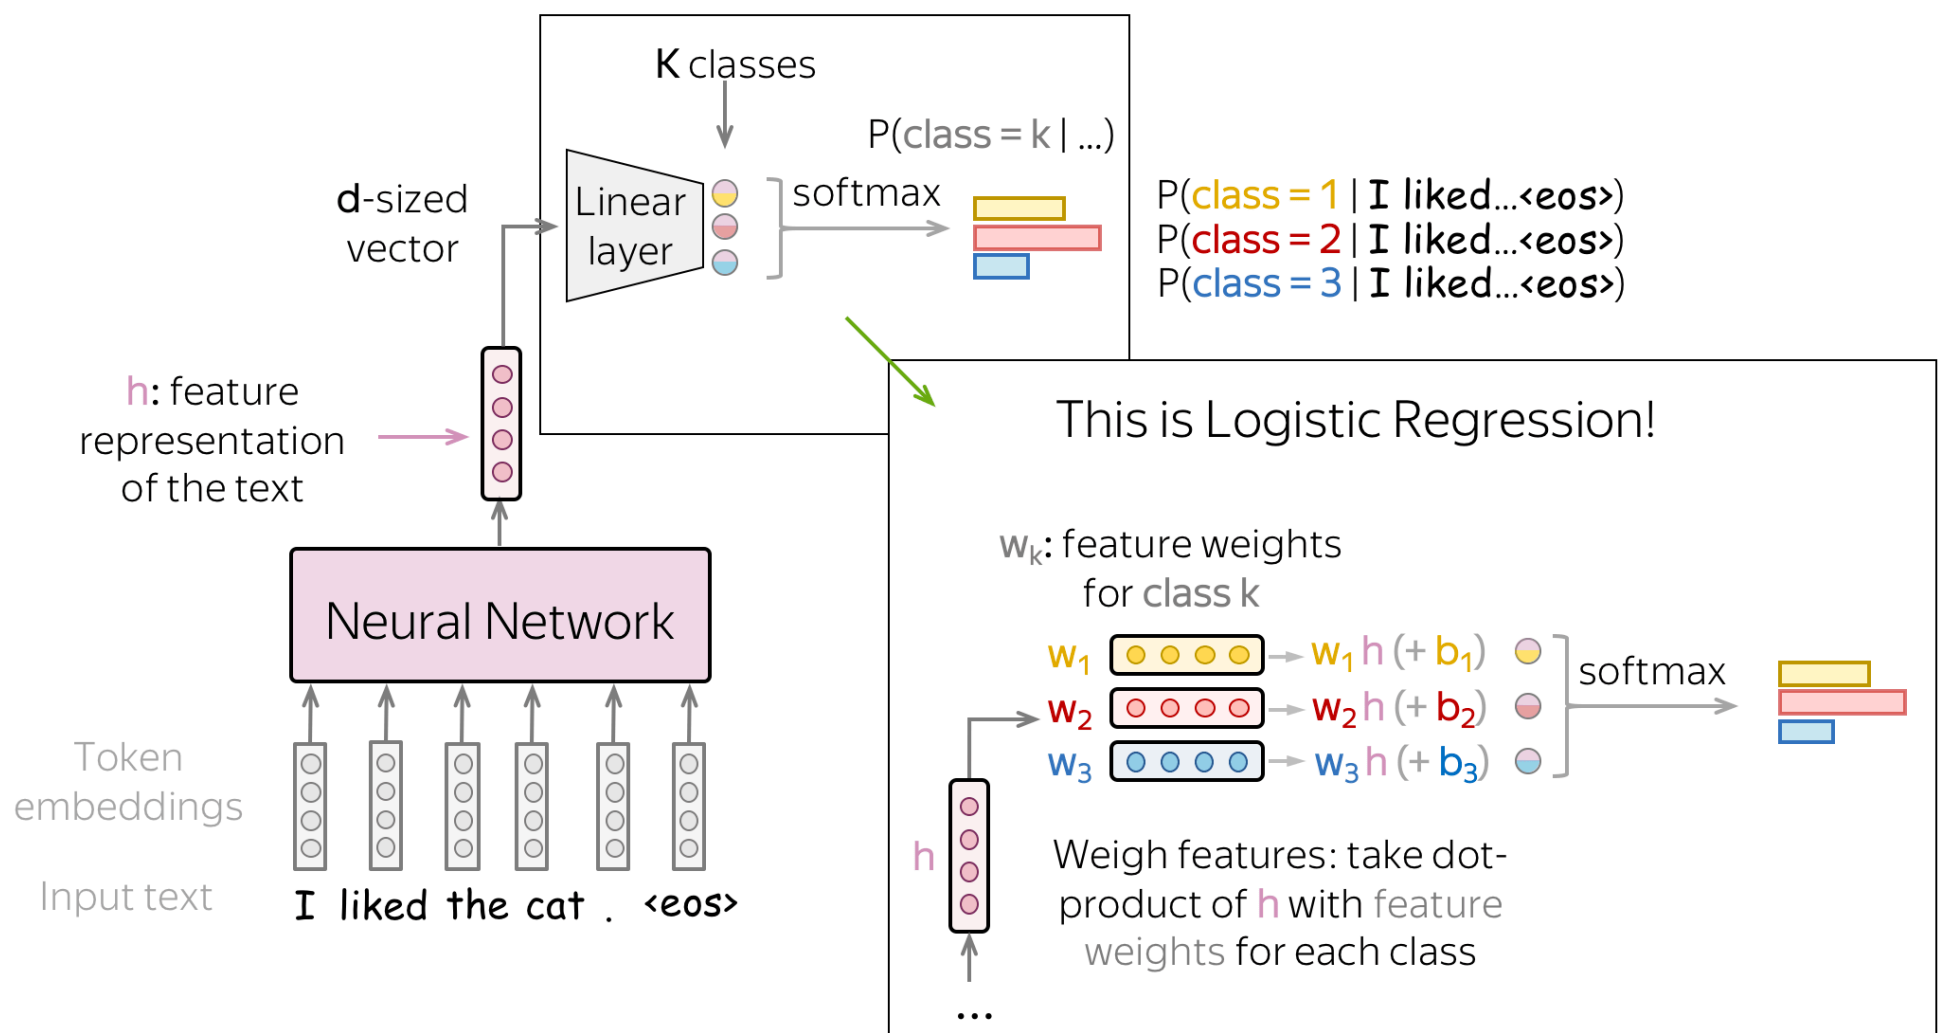 K classes
P(class = k | ...)
d-sized
vector
Linear
layer
softmax
P(class = 1 | I liked...<eos>)
P(class = 2 | I liked...<eos>)
P(class = 3 | I liked...<eos>)
h: feature
representation
of the text
Neural Network
Token
embeddings
Input text
I liked the cat . <eos>
This is Logistic Regression!
wk: feature weights
for class k
w1 w1 h (+ b1)
w2 w2 h (+ b2)
w3 w3 h (+ b3)
softmax
h
Weigh features: take dot-
product of h with feature
weights for each class
...